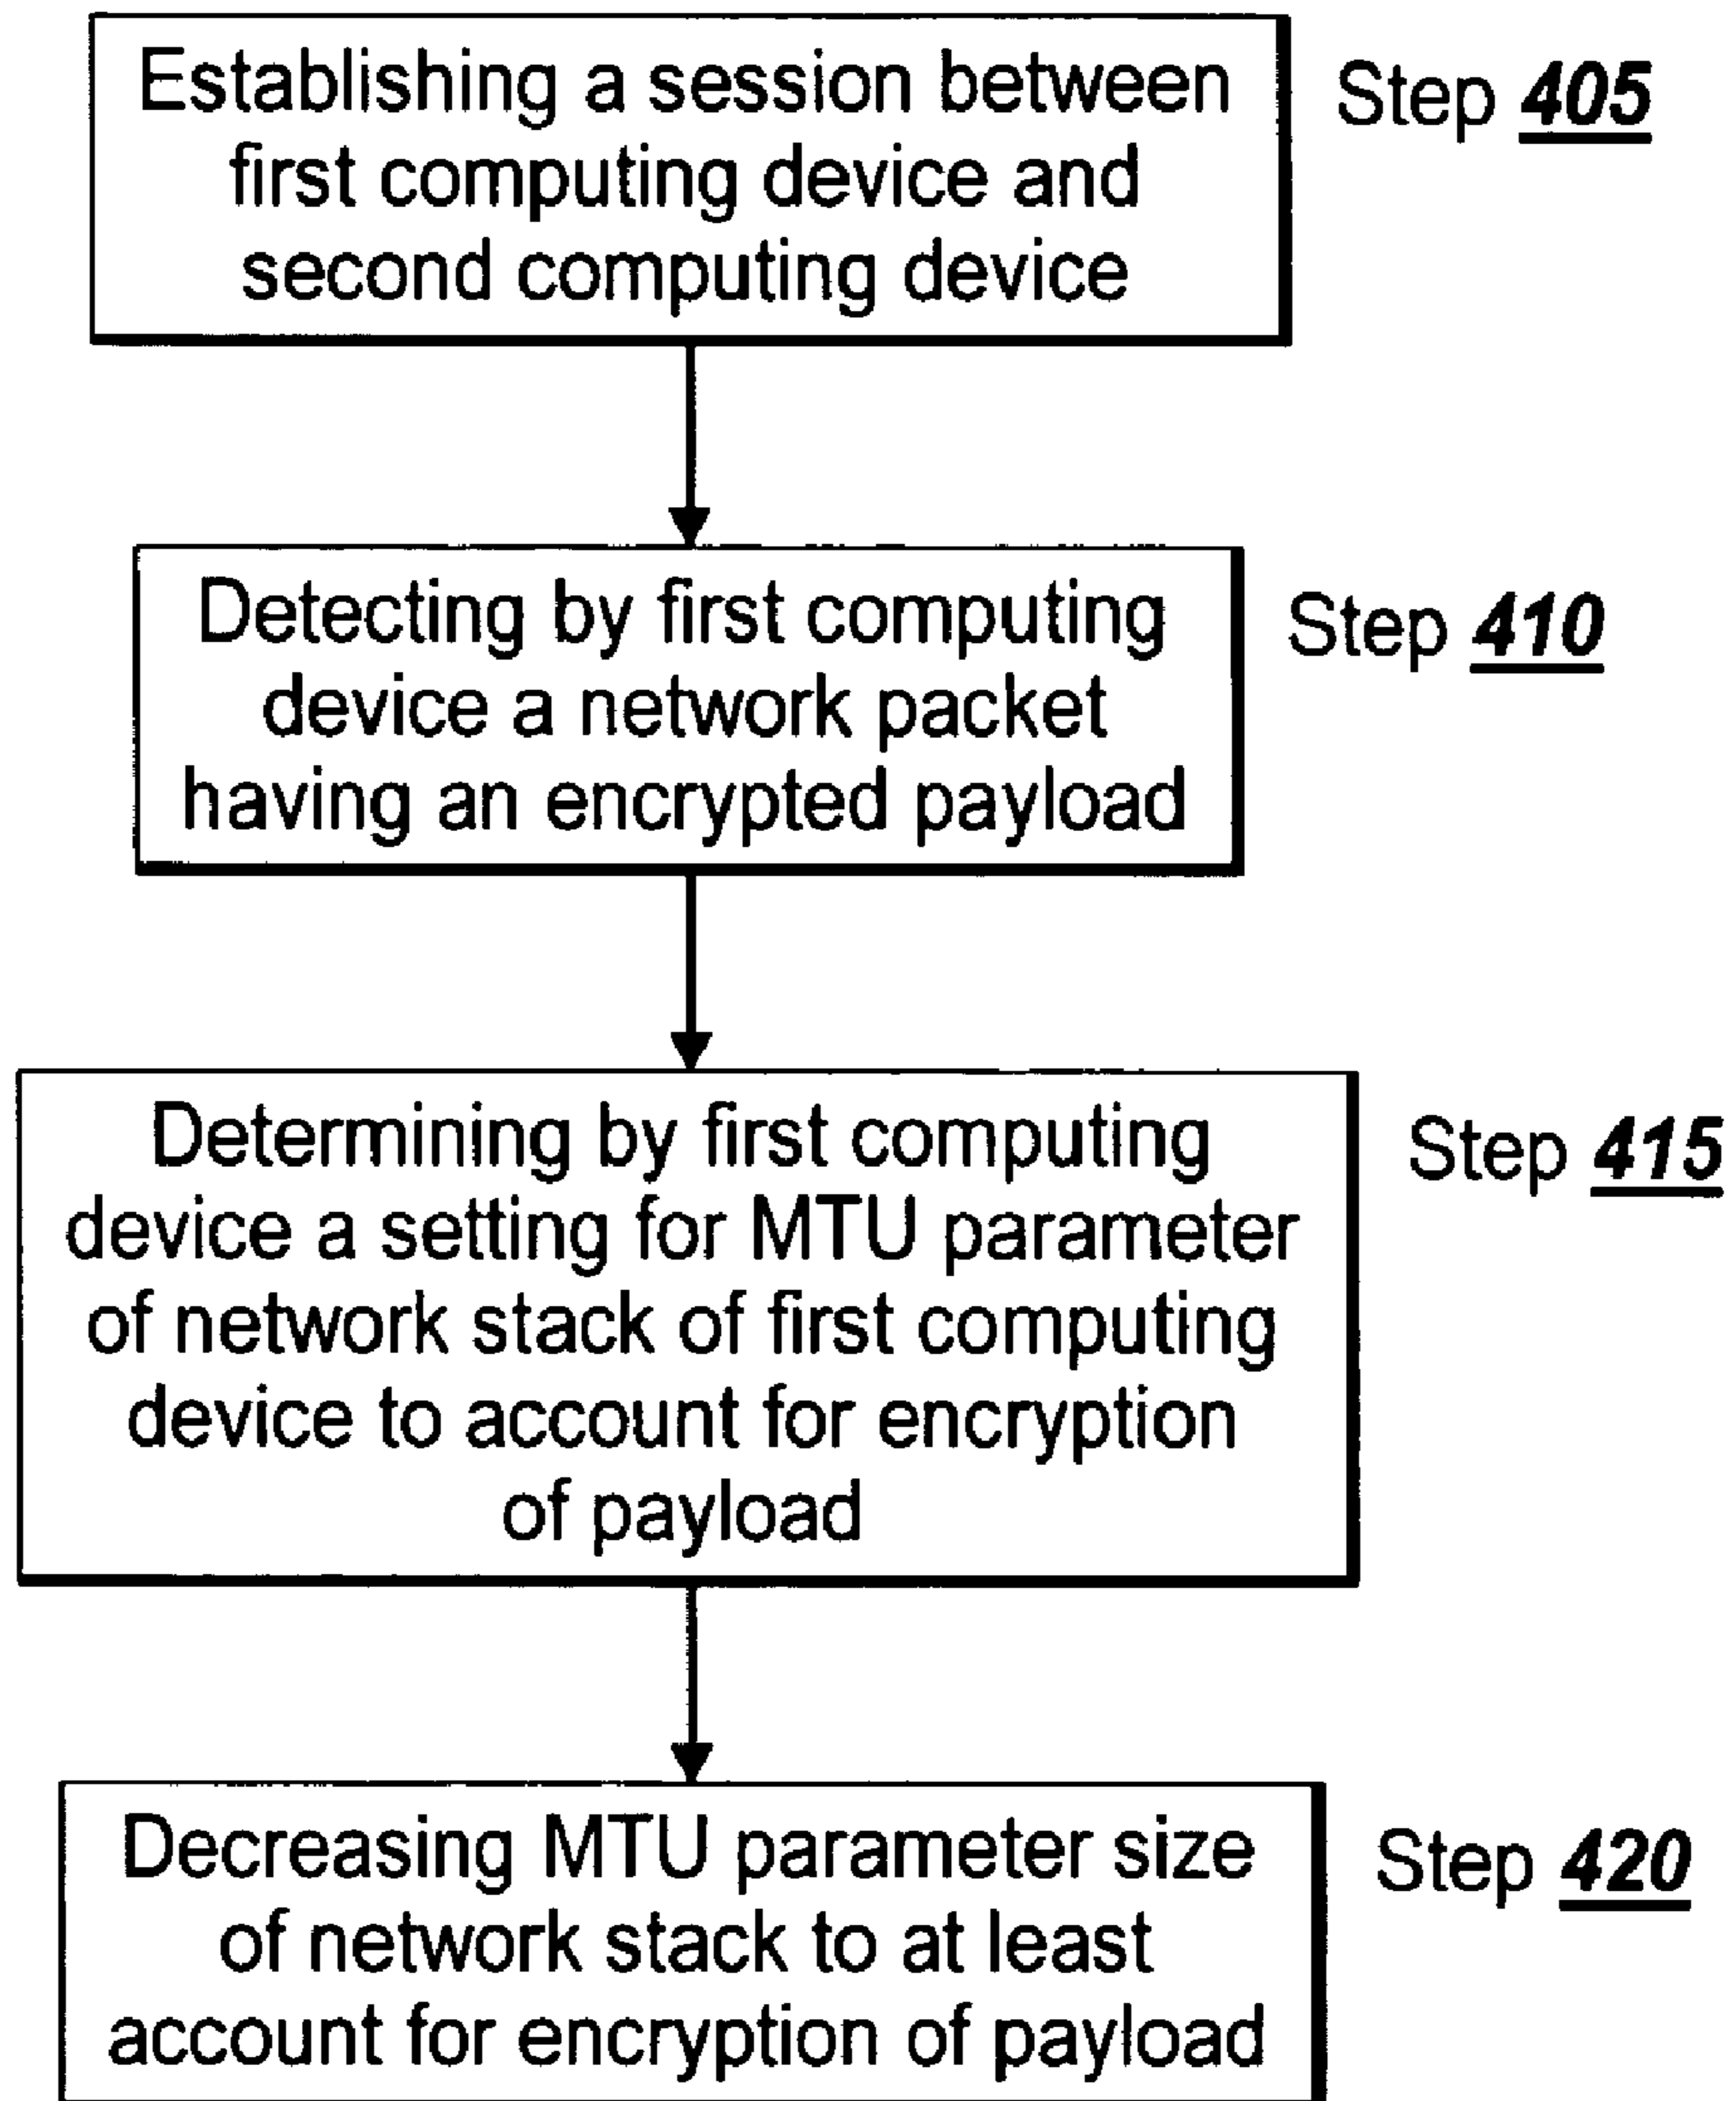 Establishing a session between
first computing device and
second computing device
Step 405
Detecting by first computing
device a network packet
having an encrypted payload
Step 410
Determining by first computing
device a setting for MTU parameter
of network stack of first computing
device to account for encryption
of payload
Step 415
Decreasing MTU parameter size
of network stack to at least
account for encryption of payload
Step 420